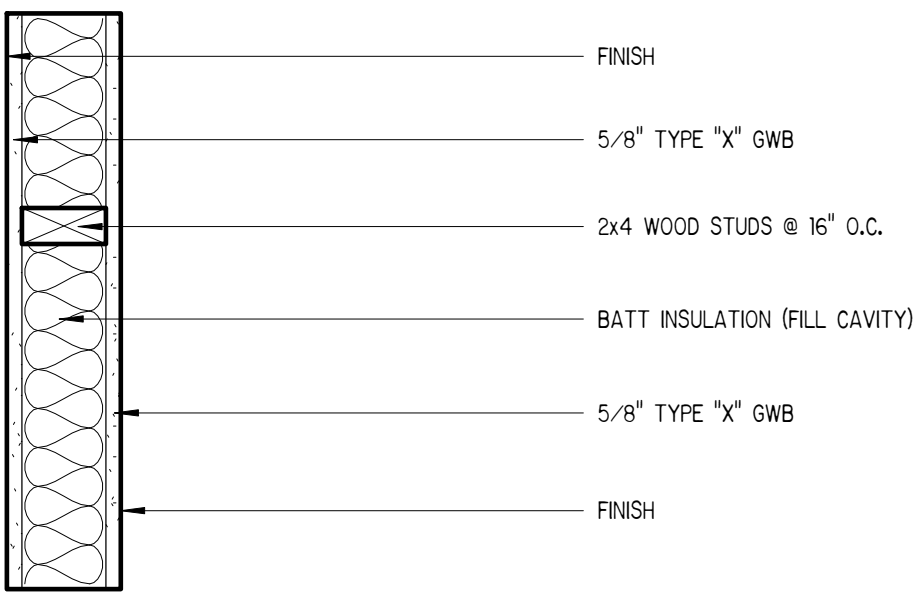 FINISH
5/8" TYPE "X" GWB
2x4 WOOD STUDS @ 16" O.C.
BATT INSULATION (FILL CAVITY)
5/8" TYPE "X" GWB
FINISH